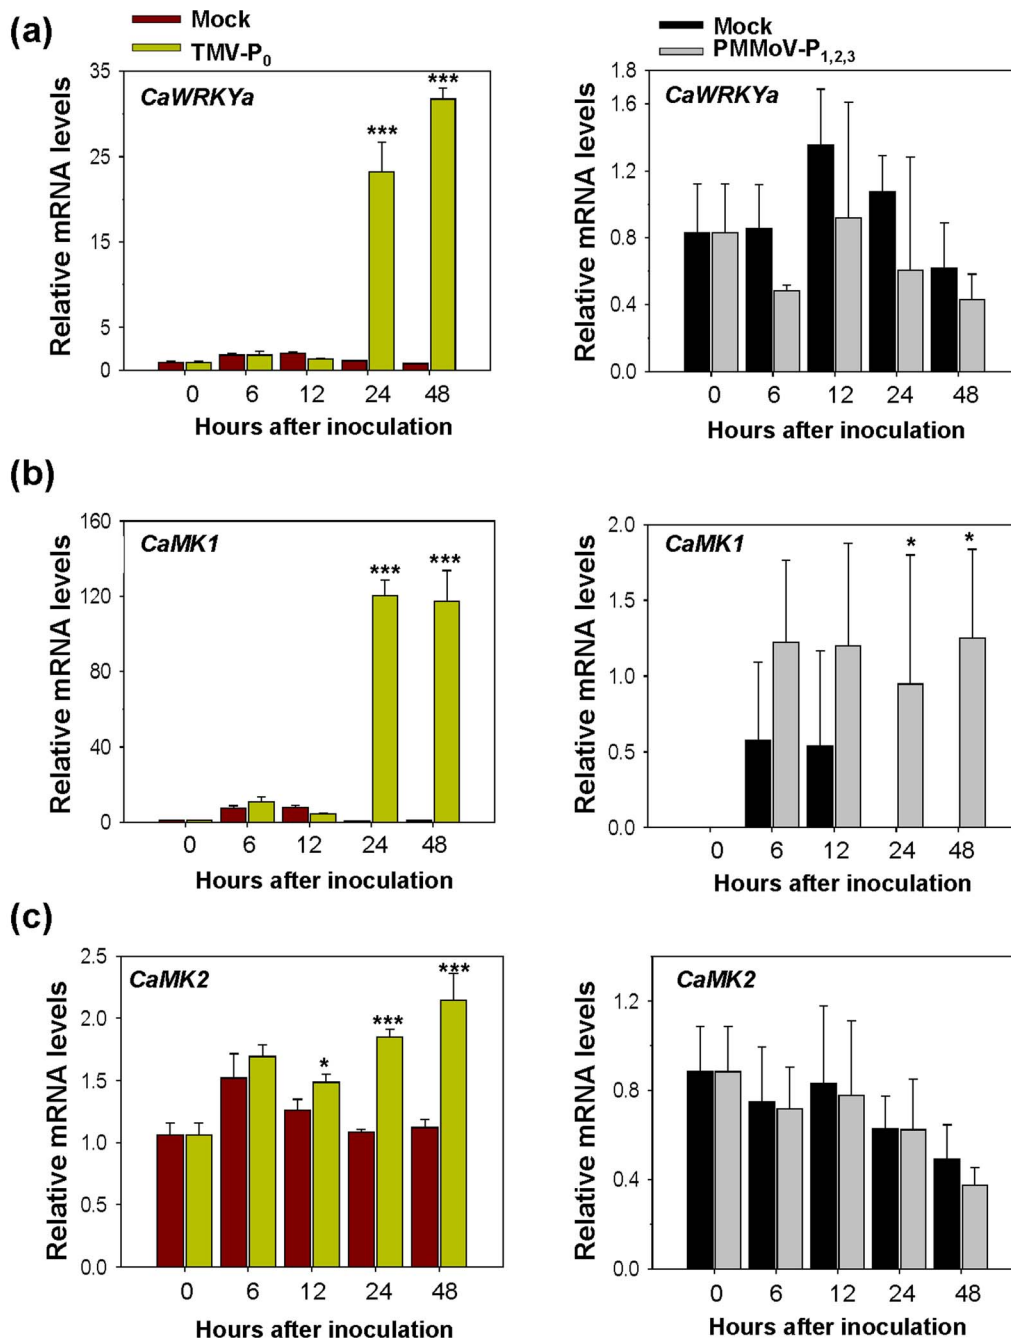 (a)
Mock
TMV-P0
CaWRKYa
***
***
Relative mRNA levels
35
25
15
5
0
0 6 12 24 48
Hours after inoculation
Mock
PMMoV-P1,2,3
CaWRKYa
Relative mRNA levels
1.8
1.6
1.2
0.8
0.4
0.0
0 6 12 24 48
Hours after inoculation
(b)
CaMK1
*** ***
Relative mRNA levels
160
120
80
40
0
0 6 12 24 48
Hours after inoculation
CaMK1
* *
Relative mRNA levels
2.0
1.5
1.0
0.5
0.0
0 6 12 24 48
Hours after inoculation
(c)
CaMK2
***
***
*
Relative mRNA levels
2.5
2.0
1.5
1.0
0.5
0.0
0 6 12 24 48
Hours after inoculation
CaMK2
Relative mRNA levels
1.2
0.8
0.4
0.0
0 6 12 24 48
Hours after inoculation